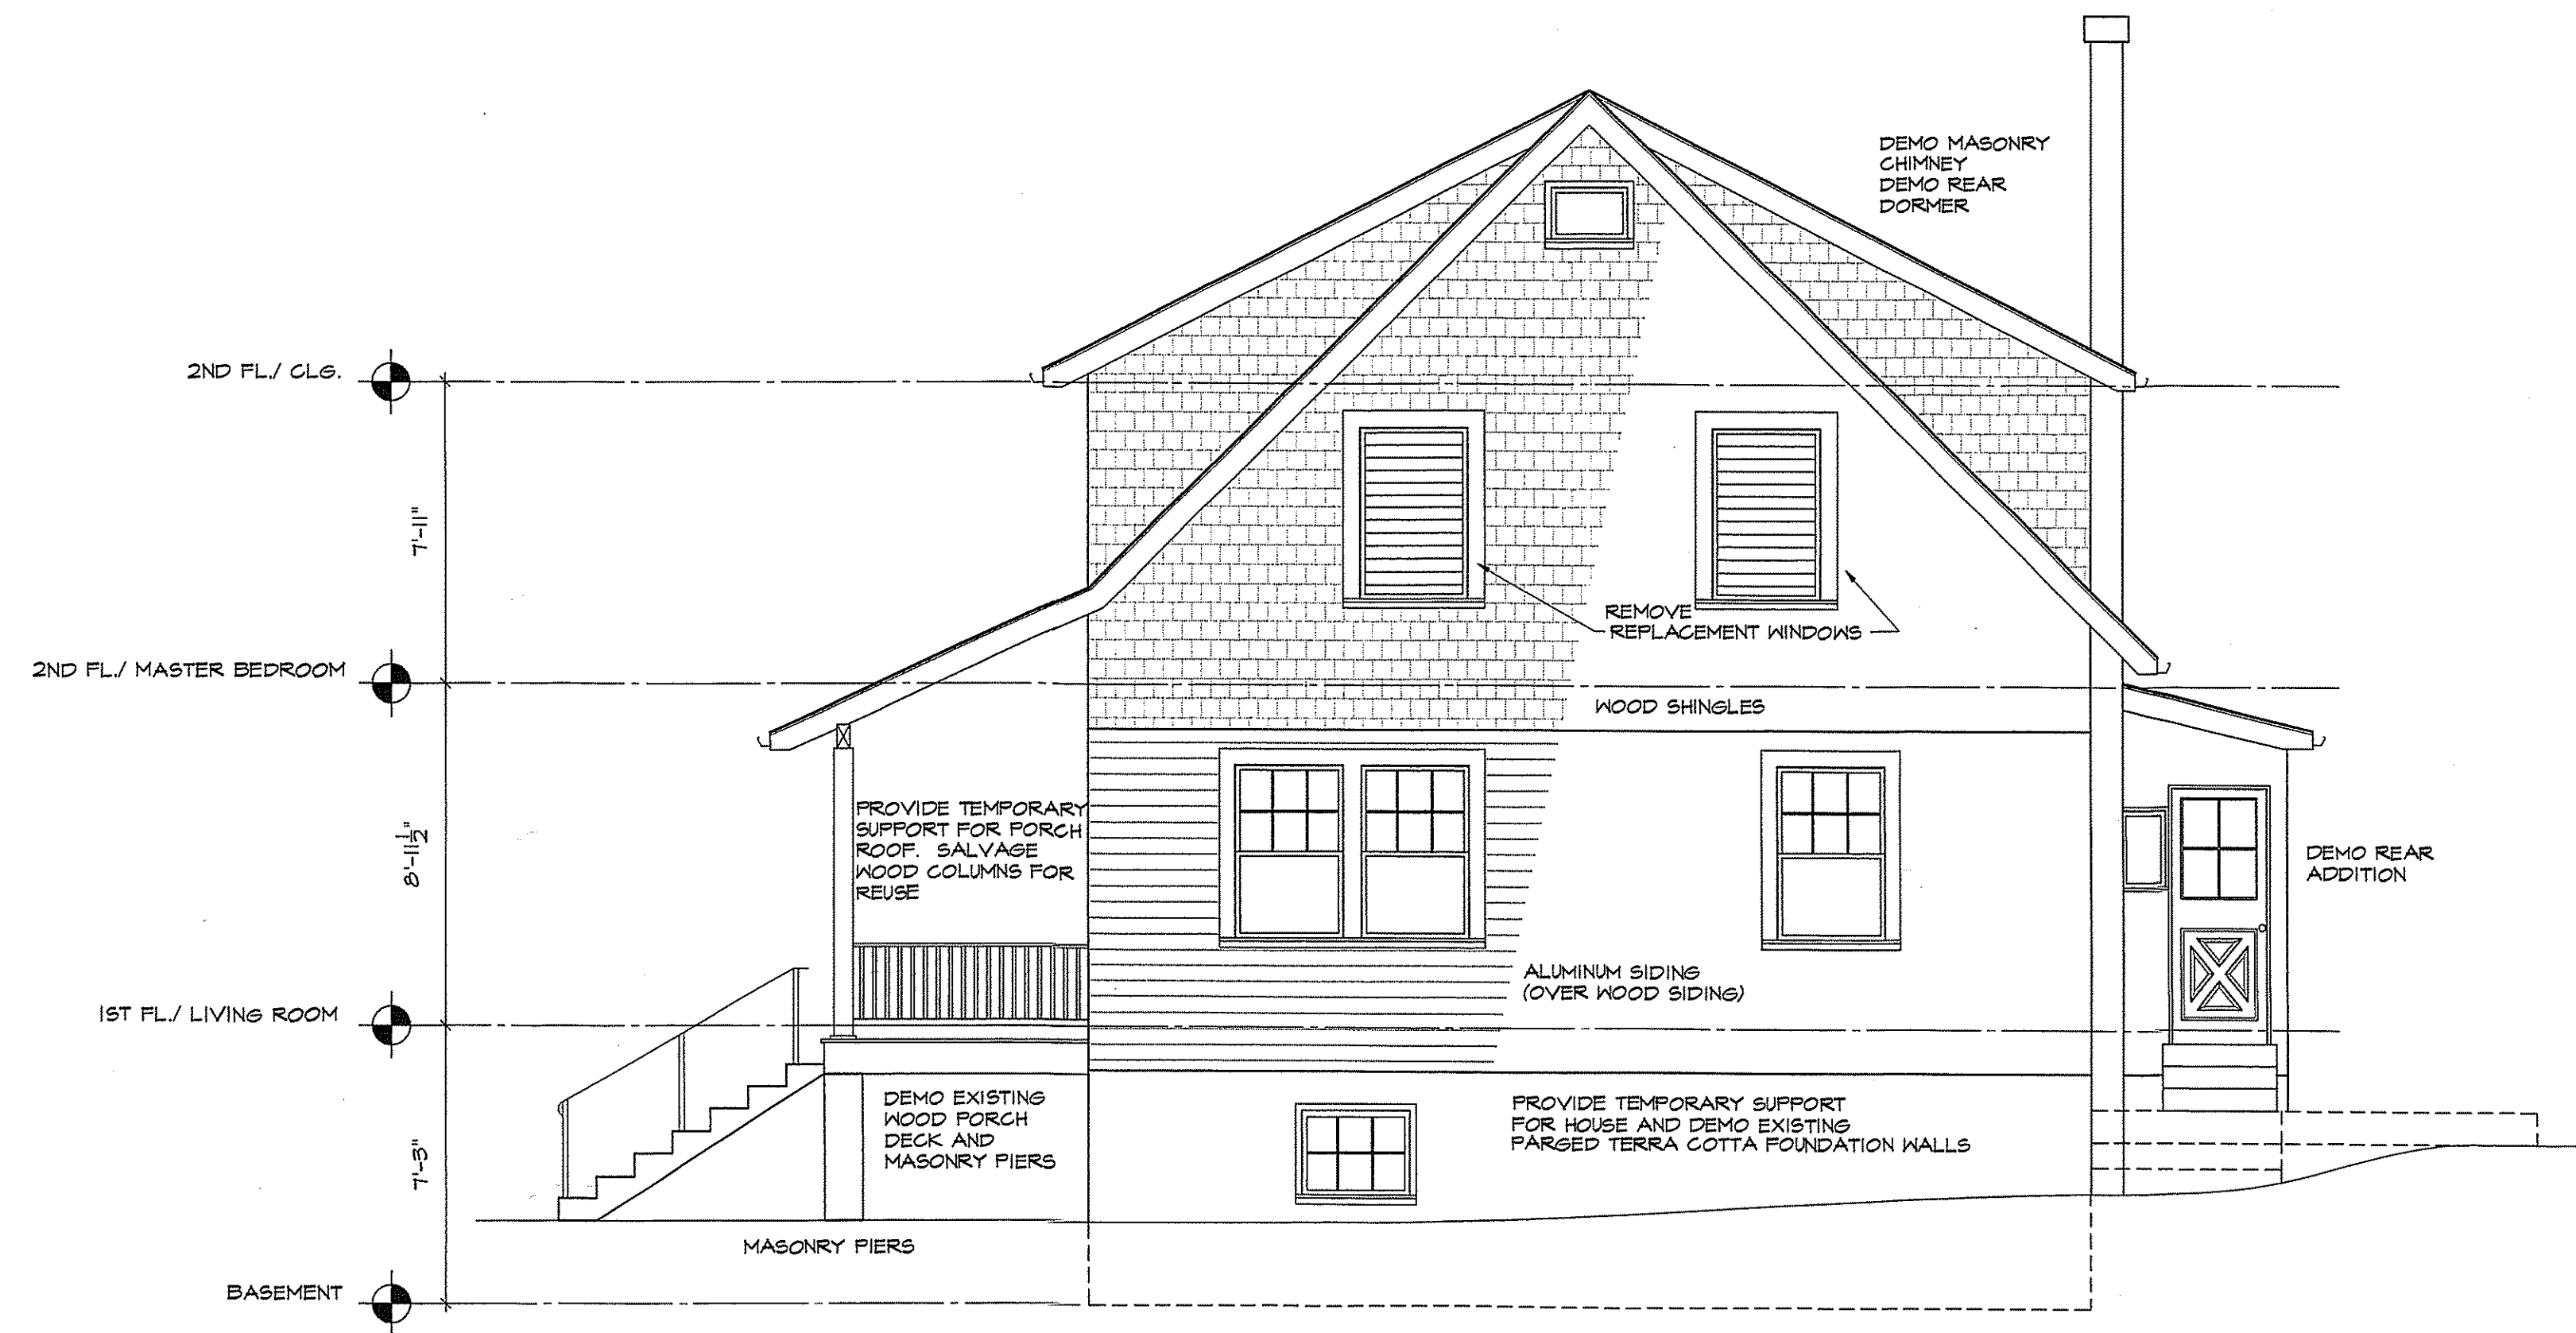 DEMO MASONRY
CHIMNEY
DEMO REAR
DORMER
2ND FL./ CLG.
7'-11"
REMOVE
REPLACEMENT WINDOWS
2ND FL./ MASTER BEDROOM
WOOD SHINGLES
PROVIDE TEMPORARY
SUPPORT FOR PORCH
ROOF. SALVAGE
WOOD COLUMNS FOR
REUSE
8'-11 1/2"
DEMO REAR
ADDITION
ALUMINUM SIDING
(OVER WOOD SIDING)
1ST FL./ LIVING ROOM
DEMO EXISTING
WOOD PORCH
DECK AND
MASONRY PIERS
PROVIDE TEMPORARY SUPPORT
FOR HOUSE AND DEMO EXISTING
PARGED TERRA COTTA FOUNDATION WALLS
7'-3"
MASONRY PIERS
BASEMENT